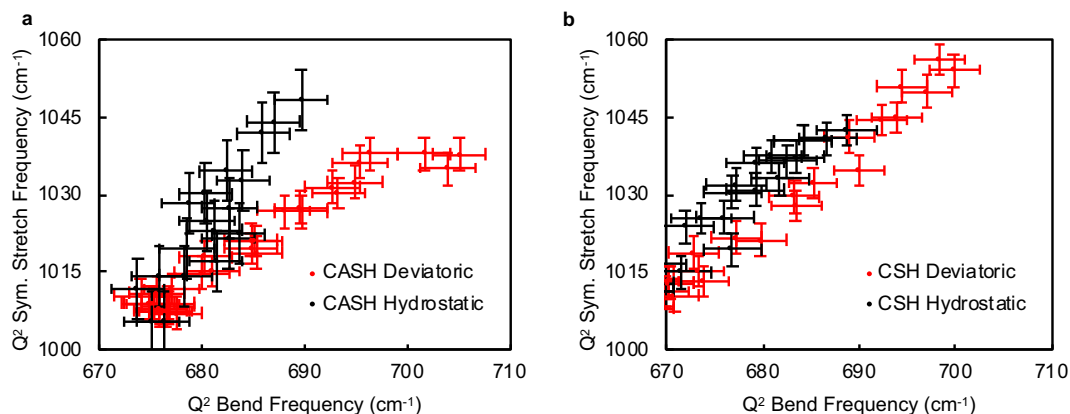 a
1060
1045
1030
1015
1000
670 680 690 700 710
Q² Sym. Stretch Frequency (cm⁻¹)
Q² Bend Frequency (cm⁻¹)
CASH Deviatoric
CASH Hydrostatic
b
1060
1045
1030
1015
1000
670 680 690 700 710
Q² Sym. Stretch Frequency (cm⁻¹)
Q² Bend Frequency (cm⁻¹)
CSH Deviatoric
CSH Hydrostatic